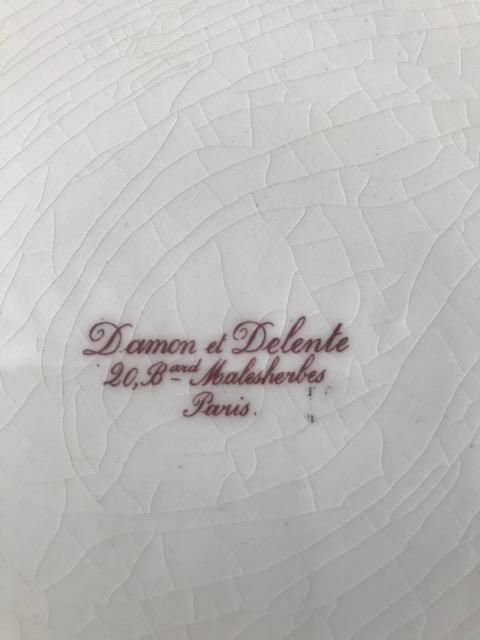 Damon et Delente
20, Bard Malesherbes
Paris.